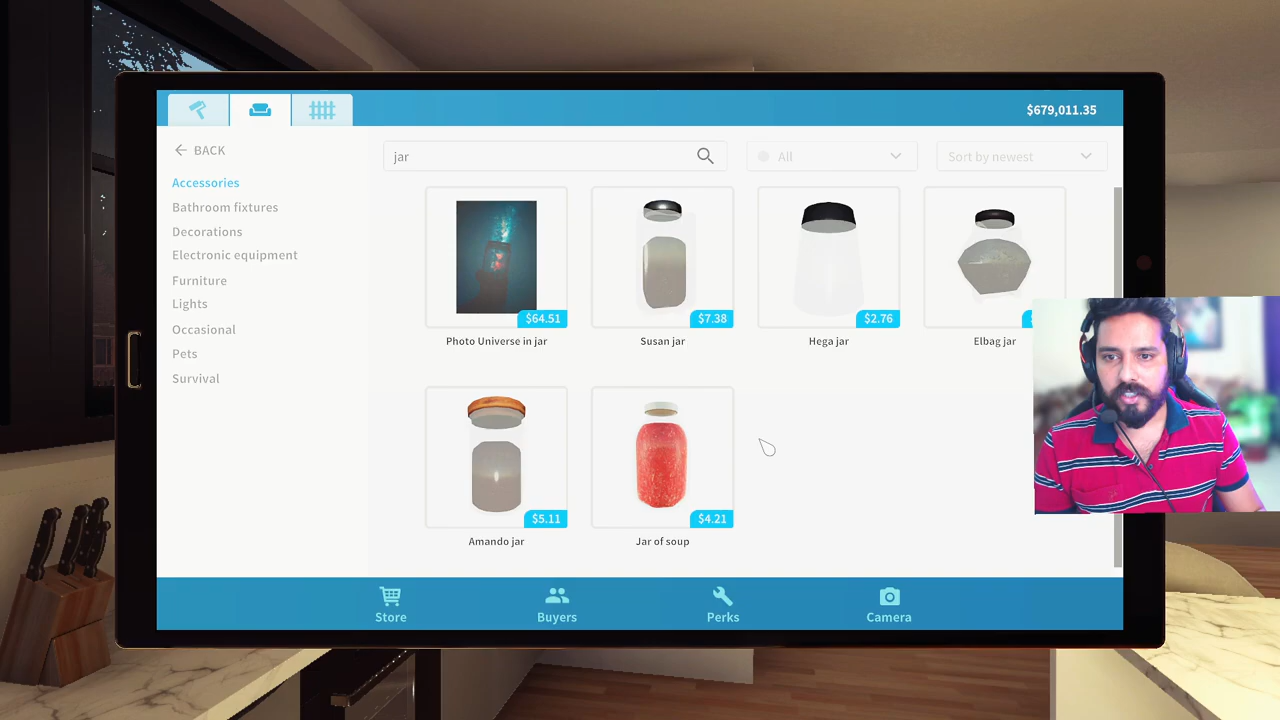 $679,011.35
BACK
jar
All
Sort by newest
Accessories
Bathroom fixtures
Decorations
Electronic equipment
Furniture
Lights
Occasional
Pets
Survival
$64.51
$7.38
$2.76
Photo Universe in jar
Susan jar
Hega jar
Elbag jar
$5.11
$4.21
Amando jar
Jar of soup
Store
Buyers
Perks
Camera